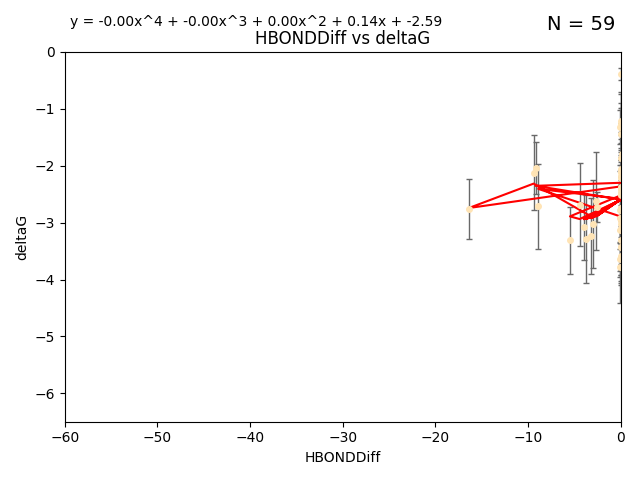 y = -0.00x^4 + -0.00x^3 + 0.00x^2 + 0.14x + -2.59
N = 59
HBONDDiff vs deltaG
0
−1
−2
−3
−4
−5
−6
deltaG
−60
−50
−40
−30
−20
−10
0
HBONDDiff